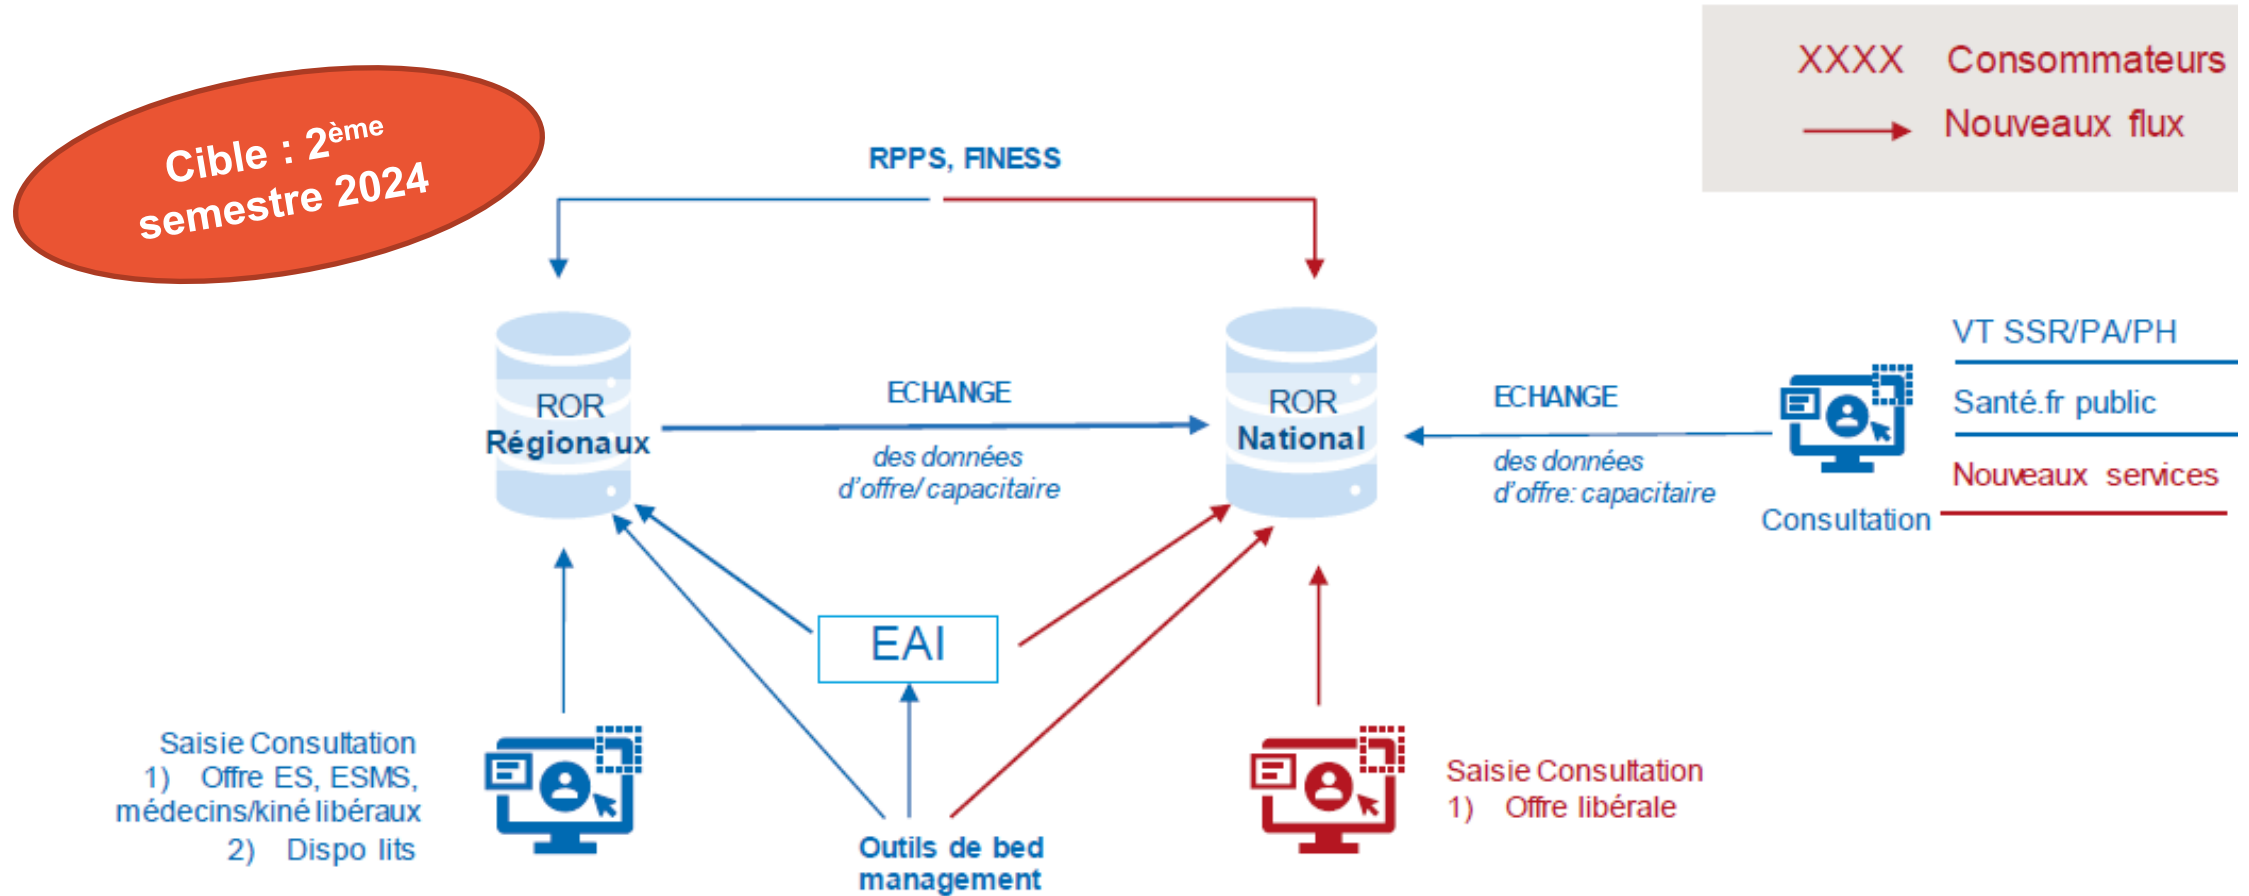 Cible : 2ème
semestre 2024
XXXX Consommateurs
Nouveaux flux
RPPS, FINESS
ROR
Régionaux
ECHANGE
des données
d'offre/ capacitaire
ROR
National
ECHANGE
des données
d'offre: capacitaire
Consultation
VT SSR/PA/PH
Santé.fr public
Nouveaux services
EAI
Saisie Consultation
1) Offre ES, ESMS,
médecins/kiné libéraux
2) Dispo lits
Outils de bed
management
Saisie Consultation
1) Offre libérale